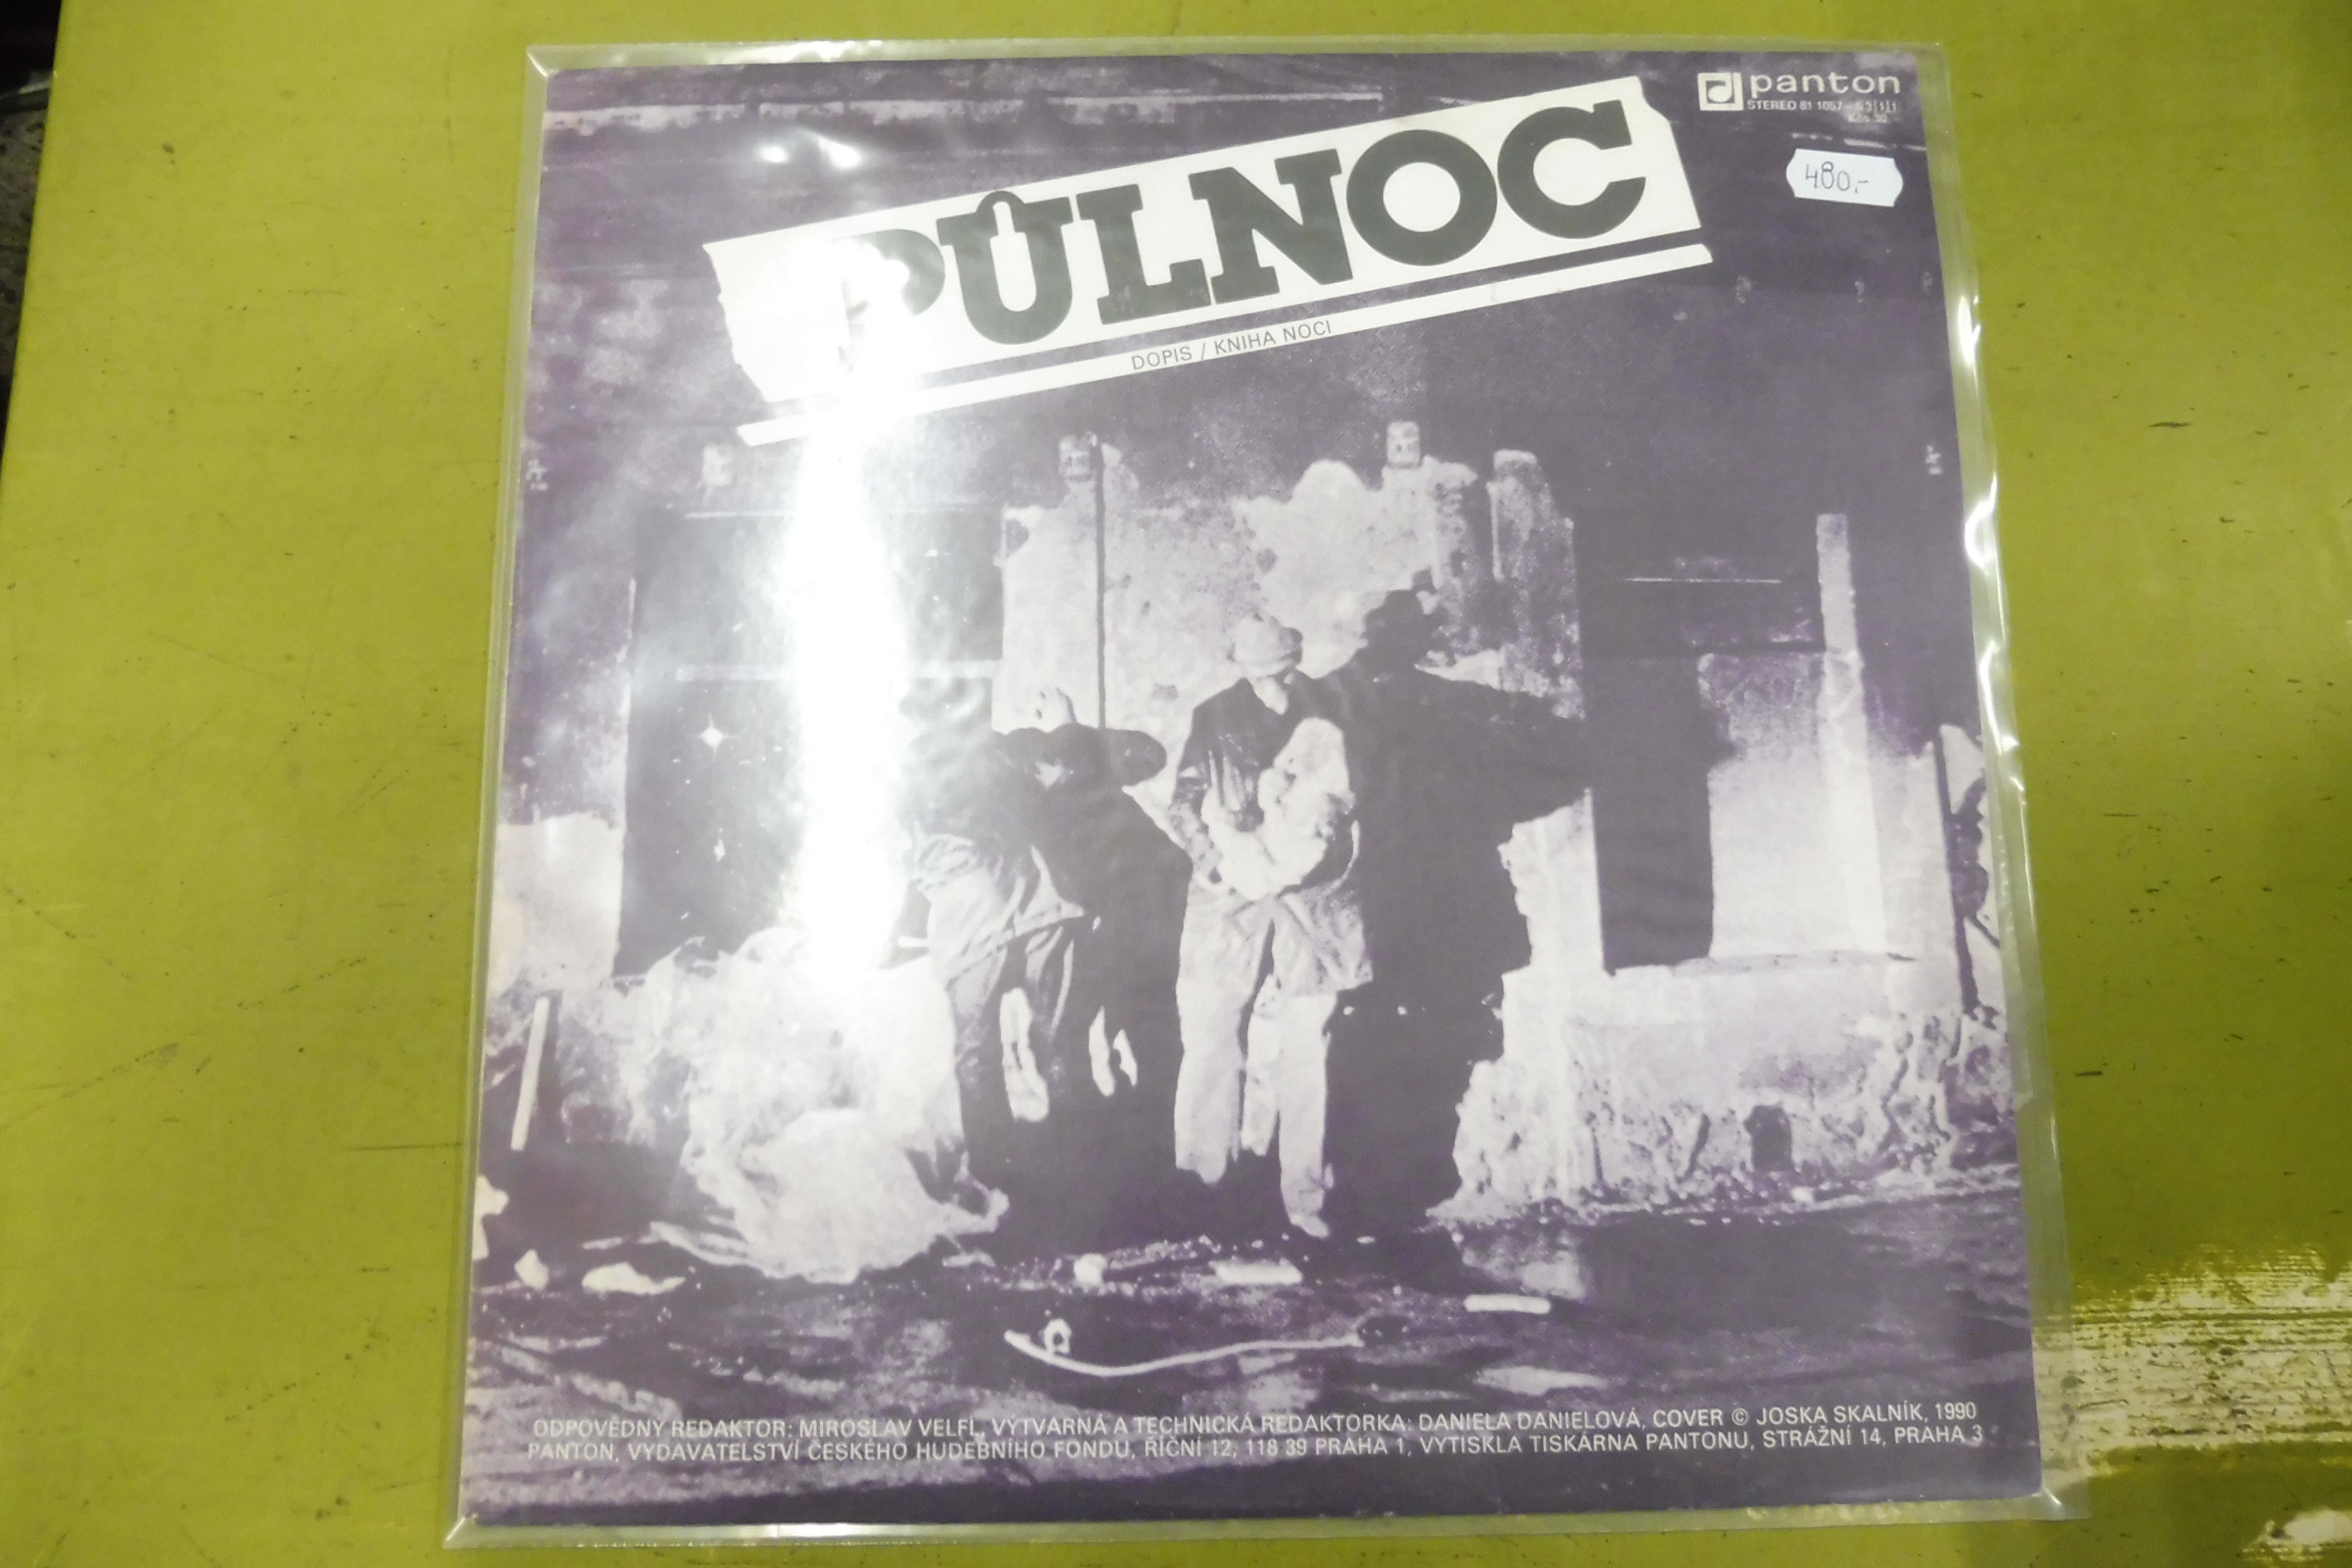 panton
STEREO 81 1057
Kčs 30
480,-
PŮLNOC
DOPIS / KNIHA NOCI
ODPOVĚDNÝ REDAKTOR: MIROSLAV VELFL, VÝTVARNÁ A TECHNICKÁ REDAKTORKA: DANIELA DANIELOVÁ, COVER © JOSKA SKALNÍK, 1990
PANTON, VYDAVATELSTVÍ ČESKÉHO HUDEBNÍHO FONDU, ŘÍČNÍ 12, 118 39 PRAHA 1, VYTISKLA TISKÁRNA PANTONU, STRÁŽNÍ 14, PRAHA 3